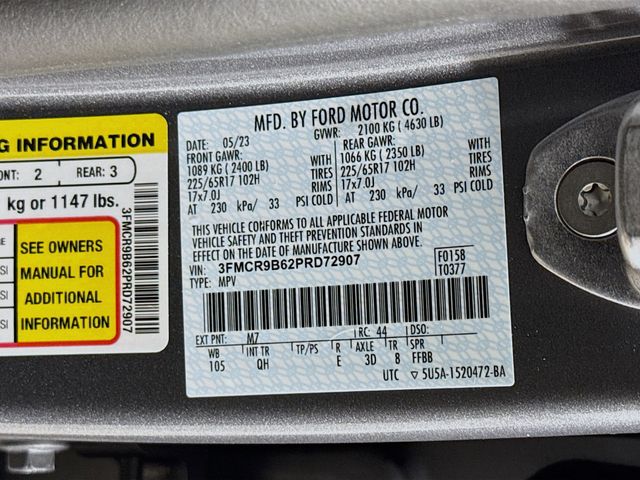 G INFORMATION
ONT: 2 REAR: 3
kg or 1147 lbs.
SEE OWNERS
MANUAL FOR
ADDITIONAL
INFORMATION
3FMCR9B62PRD72907
MFD. BY FORD MOTOR CO.
DATE: 05/23 GVWR: 2100 KG ( 4630 LB)
FRONT GAWR: REAR GAWR:
1089 KG ( 2400 LB) WITH 1066 KG ( 2350 LB) WITH
225/65R17 102H TIRES 225/65R17 102H TIRES
17x7.0J RIMS 17x7.0J RIMS
AT 230 kPa/ 33 PSI COLD AT 230 kPa/ 33 PSI COLD
THIS VEHICLE CONFORMS TO ALL APPLICABLE FEDERAL MOTOR
VEHICLE SAFETY AND THEFT PREVENTION STANDARDS IN EFFECT
ON THE DATE OF MANUFACTURE SHOWN ABOVE.
VIN: 3FMCR9B62PRD72907 F0158
TYPE: MPV T0377
EXT PNT: M7 RC: 44 DSO:
WB INT TR TP/PS R AXLE TR SPR
105 QH E 3D 8 FFBB
UTC 5U5A-1520472-BA